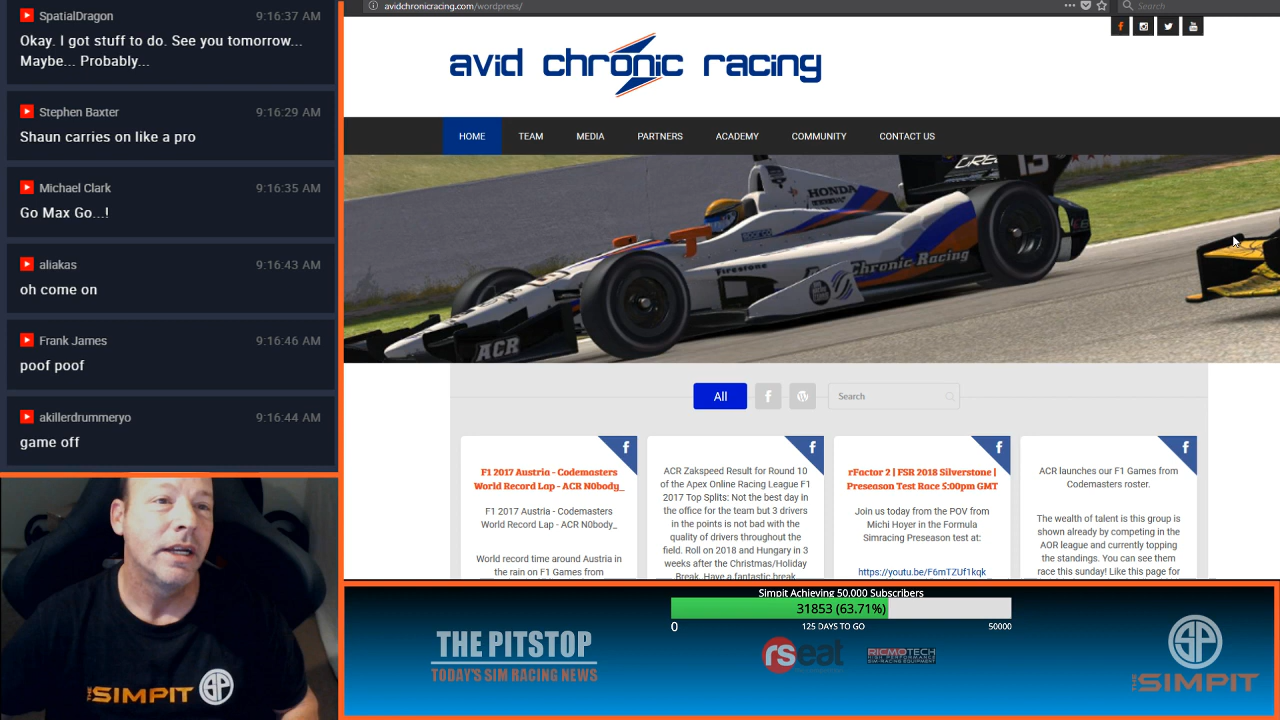 SpatialDragon 9:16:37 AM
Okay. I got stuff to do. See you tomorrow...
Maybe... Probably...
Stephen Baxter 9:16:29 AM
Shaun carries on like a pro
Michael Clark 9:16:35 AM
Go Max Go...!
aliakas 9:16:43 AM
oh come on
Frank James 9:16:46 AM
poof poof
akillerdrummeryo 9:16:44 AM
game off
THE SIMPIT SP
avidchronicracing.com/wordpress/
Search
avid chronic racing
HOME TEAM MEDIA PARTNERS ACADEMY COMMUNITY CONTACT US
HONDA
13
Firestone
Chronic Racing
ACR
All
Search
F1 2017 Austria - Codemasters
World Record Lap - ACR N0body_
F1 2017 Austria - Codemasters
World Record Lap - ACR N0body_
World record time around Austria in
the rain on F1 Games from
ACR Zakspeed Result for Round 10
of the Apex Online Racing League F1
2017 Top Splits: Not the best day in
the office for the team but 3 drivers
in the points is not bad with the
quality of drivers throughout the
field. Roll on 2018 and Hungary in 3
weeks after the Christmas/Holiday
Break. Have a fantastic break
rFactor 2 | FSR 2018 Silverstone |
Preseason Test Race 5:00pm GMT
Join us today from the POV from
Michi Hoyer in the Formula
Simracing Preseason test at:
https://youtu.be/F6mTZUf1kqk
ACR launches our F1 Games from
Codemasters roster.
The wealth of talent is this group is
shown already by competing in the
AOR league and currently topping
the standings. You can see them
race this sunday! Like this page for
THE PITSTOP
TODAY'S SIM RACING NEWS
Simpit Achieving 50,000 Subscribers
31853 (63.71%)
0 125 DAYS TO GO 50000
rseat
RICMOTECH
HIGH PERFORMANCE
SIM-RACING EQUIPMENT
SP
THE SIMPIT